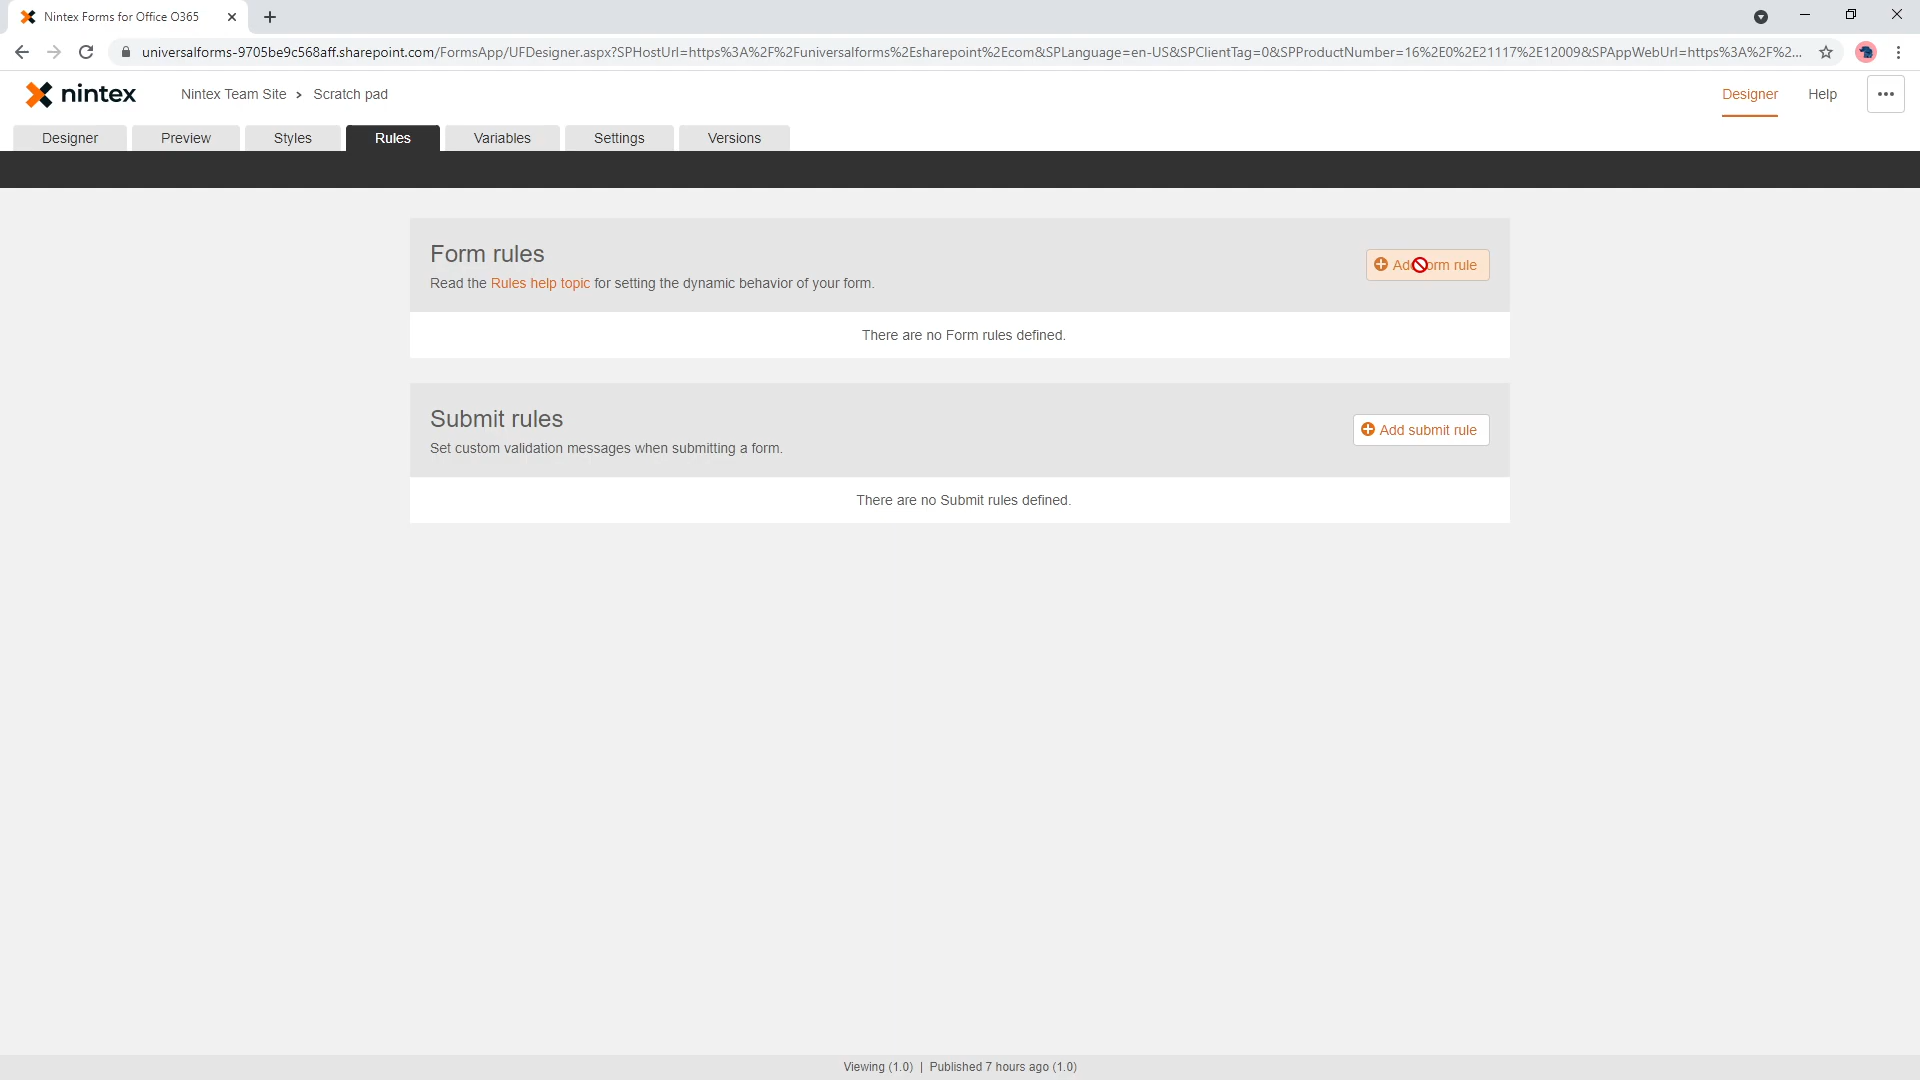 Nintex Forms for Office O365
universalforms-9705be9c568aff.sharepoint.com/FormsApp/UFDesigner.aspx?SPHostUrl=https%3A%2F%2Funiversalforms%2Esharepoint%2Ecom&SPLanguage=en-US&SPClientTag=0&SPProductNumber=16%2E0%2E21117%2E12009&SPAppWebUrl=https%3A%2F%2...
nintex Nintex Team Site > Scratch pad Designer Help
Designer Preview Styles Rules Variables Settings Versions
Form rules
Read the Rules help topic for setting the dynamic behavior of your form.
Add form rule
There are no Form rules defined.
Submit rules
Set custom validation messages when submitting a form.
Add submit rule
There are no Submit rules defined.
Viewing (1.0) | Published 7 hours ago (1.0)